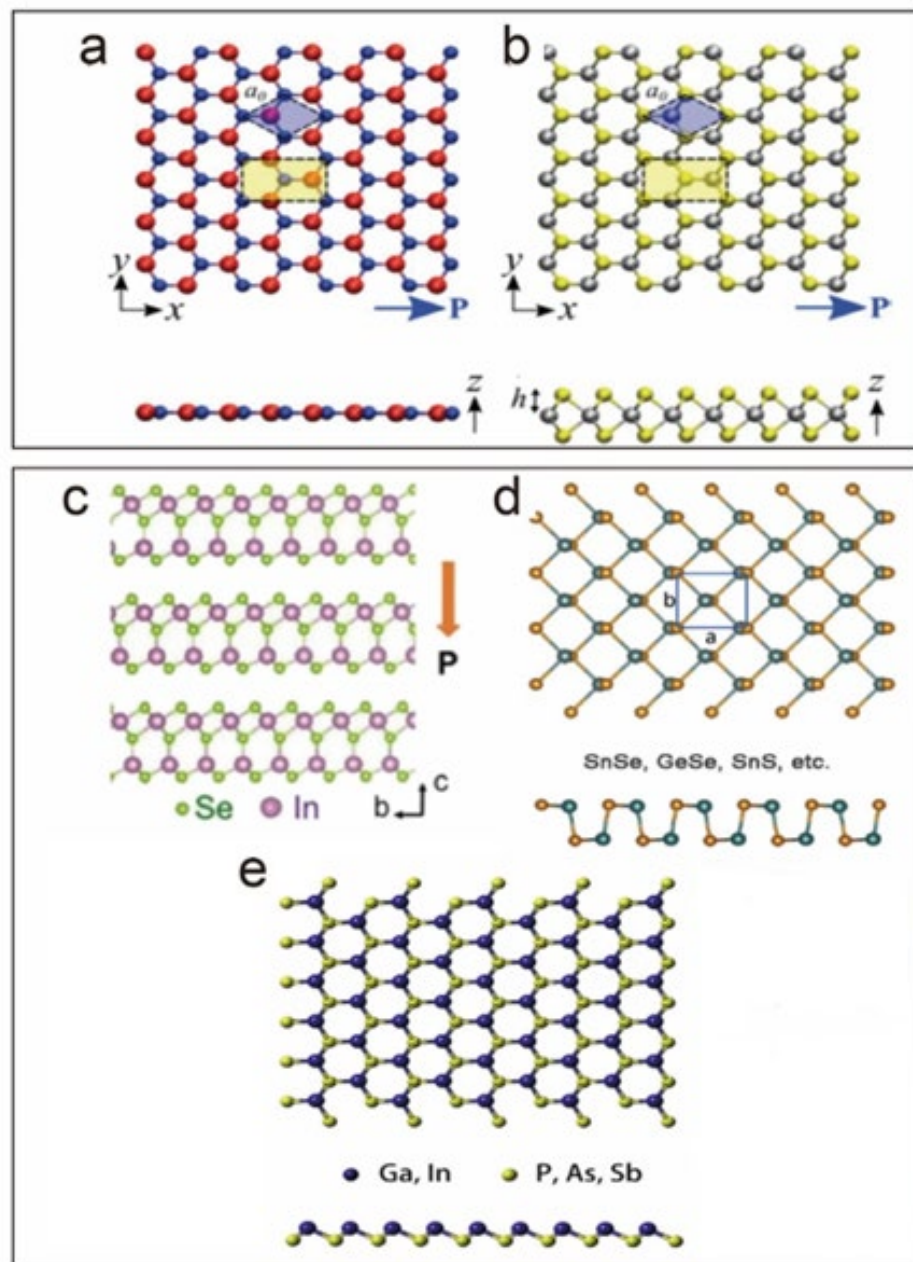 a
b
a₀
a₀
y
x
P
y
x
P
z
h
z
c
d
P
b
a
c
b
Se
In
SnSe, GeSe, SnS, etc.
e
Ga, In
P, As, Sb